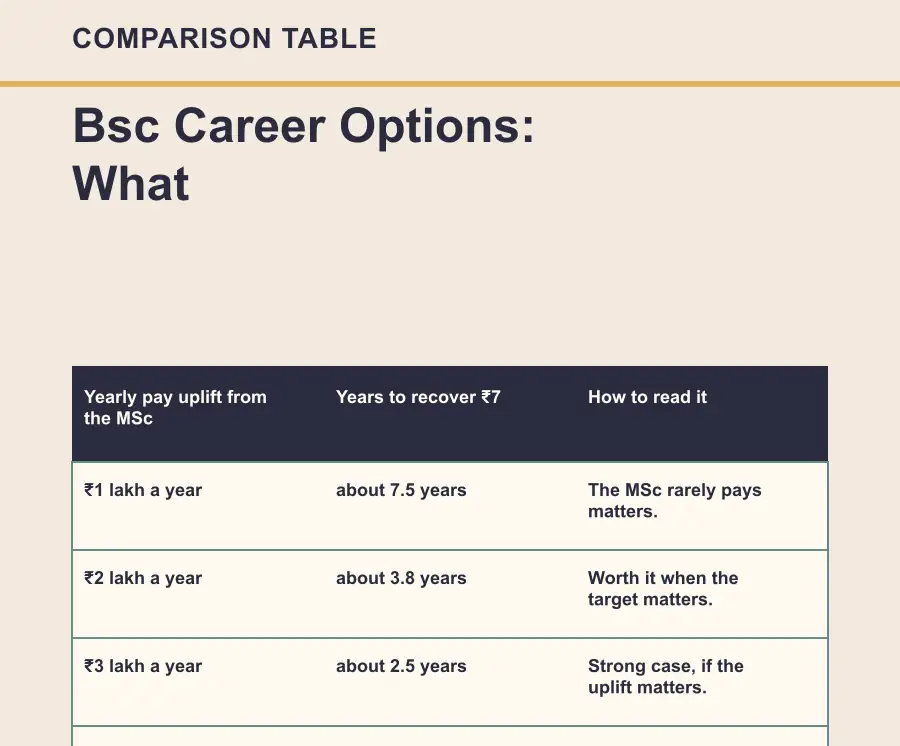 COMPARISON TABLE
Bsc Career Options:
What
Yearly pay uplift from
the MSc
Years to recover ₹7
How to read it
₹1 lakh a year
about 7.5 years
The MSc rarely pays
matters.
₹2 lakh a year
about 3.8 years
Worth it when the
target matters.
₹3 lakh a year
about 2.5 years
Strong case, if the
uplift matters.